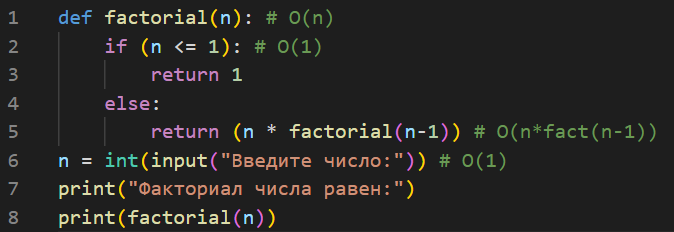 1 def factorial(n): # O(n)
2     if (n <= 1): # O(1)
3         return 1
4     else:
5         return (n * factorial(n-1)) # O(n*fact(n-1))
6 n = int(input("Введите число:")) # O(1)
7 print("Факториал числа равен:")
8 print(factorial(n))